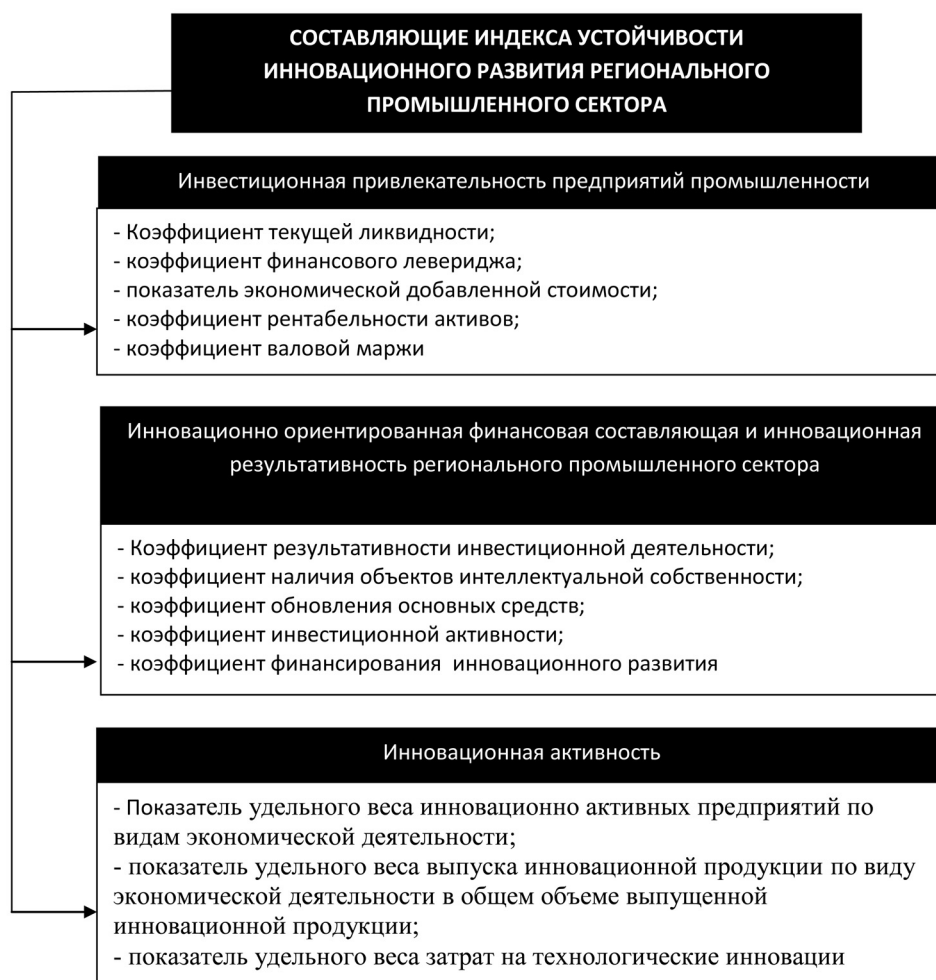 СОСТАВЛЯЮЩИЕ ИНДЕКСА УСТОЙЧИВОСТИ
ИННОВАЦИОННОГО РАЗВИТИЯ РЕГИОНАЛЬНОГО
ПРОМЫШЛЕННОГО СЕКТОРА
Инвестиционная привлекательность предприятий промышленности
- Коэффициент текущей ликвидности;
- коэффициент финансового левериджа;
- показатель экономической добавленной стоимости;
- коэффициент рентабельности активов;
- коэффициент валовой маржи
Инновационно ориентированная финансовая составляющая и инновационная
результативность регионального промышленного сектора
- Коэффициент результативности инвестиционной деятельности;
- коэффициент наличия объектов интеллектуальной собственности;
- коэффициент обновления основных средств;
- коэффициент инвестиционной активности;
- коэффициент финансирования  инновационного развития
Инновационная активность
- Показатель удельного веса инновационно активных предприятий по
видам экономической деятельности;
- показатель удельного веса выпуска инновационной продукции по виду
экономической деятельности в общем объеме выпущенной
инновационной продукции;
- показатель удельного веса затрат на технологические инновации